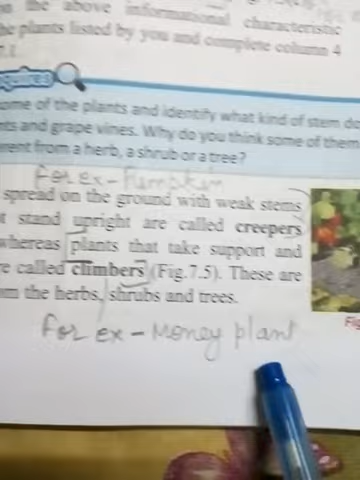 the above informational characteristic
the plants listed by you and complete column 4
7.1.
some of the plants and identify what kind of stem do
and grape vines. Why do you think some of them
from a herb, a shrub or a tree?
For ex - Pumpkin
spread on the ground with weak stems
stand upright are called creepers
whereas plants that take support and
called climbers (Fig.7.5). These are
the herbs, shrubs and trees.
For ex - Money plant